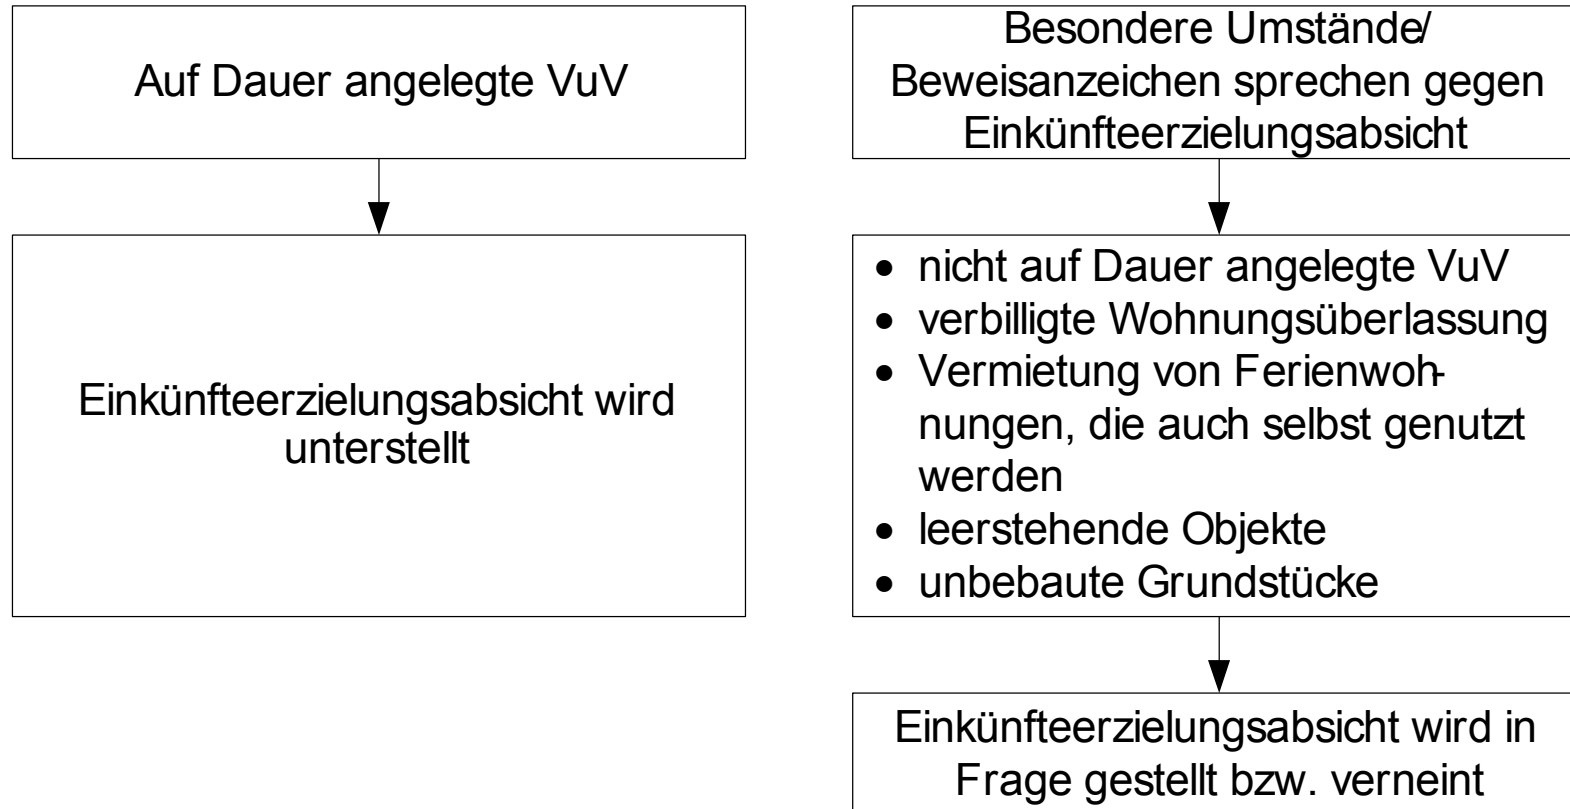 Auf Dauer angelegte VuV
Einkünfteerzielungsabsicht wird
unterstellt
Besondere Umstände/
Beweisanzeichen sprechen gegen
Einkünfteerzielungsabsicht
• nicht auf Dauer angelegte VuV
• verbilligte Wohnungsüberlassung
• Vermietung von Ferienwoh-
nungen, die auch selbst genutzt
werden
• leerstehende Objekte
• unbebaute Grundstücke
Einkünfteerzielungsabsicht wird in
Frage gestellt bzw. verneint